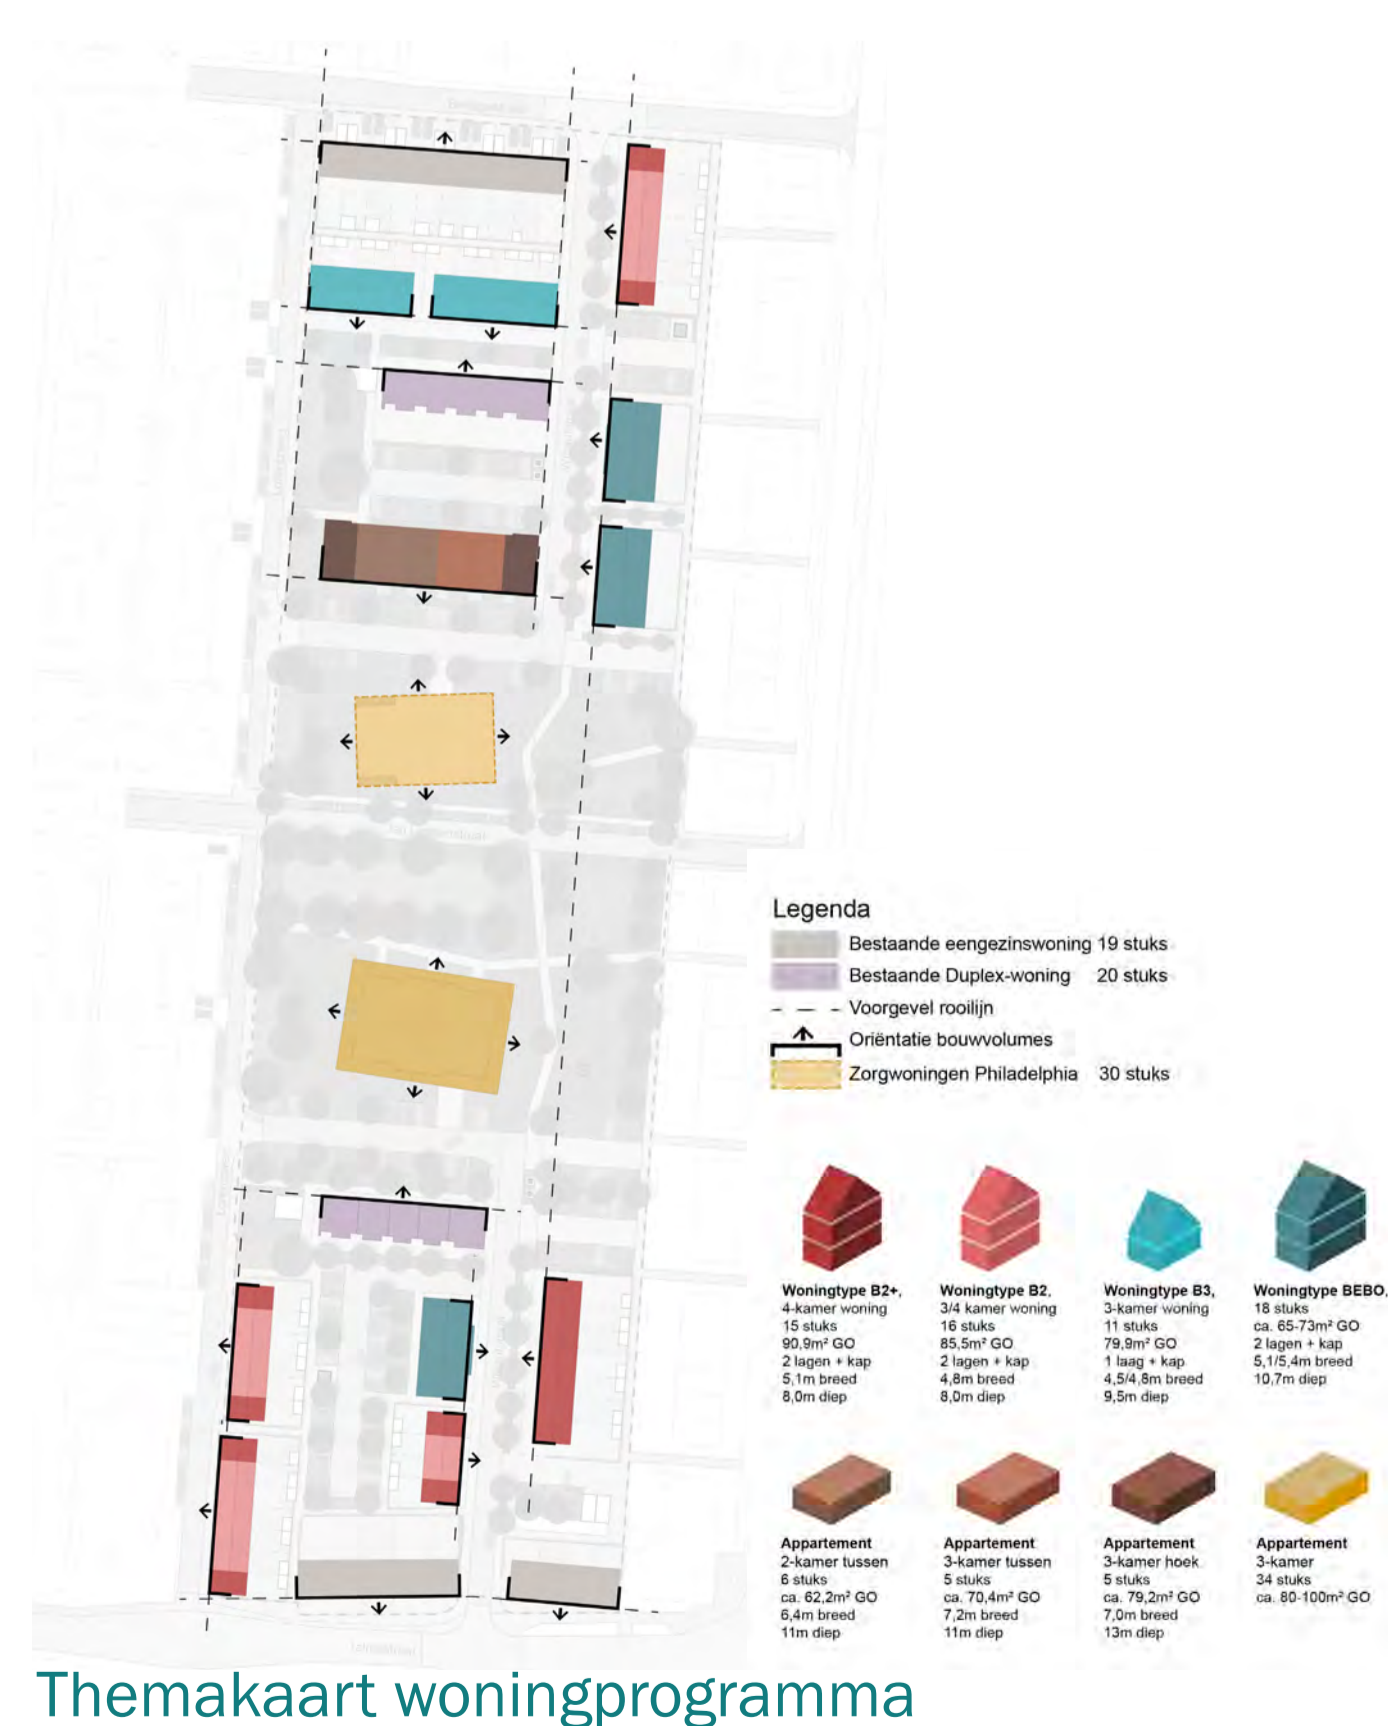 Legenda
Bestaande eengezinswoning 19 stuks
Bestaande Duplex-woning 20 stuks
Voorgevel rooilijn
Oriëntatie bouwvolumes
Zorgwoningen Philadelphia 30 stuks
Woningtype B2+,
4-kamer woning
15 stuks
90,9m² GO
2 lagen + kap
5,1m breed
8,0m diep
Woningtype B2,
3/4 kamer woning
16 stuks
85,5m² GO
2 lagen + kap
4,8m breed
8,0m diep
Woningtype B3,
3-kamer woning
11 stuks
79,9m² GO
1 laag + kap
4,5/4,8m breed
9,5m diep
Woningtype BEBO,
18 stuks
ca. 65-73m² GO
2 lagen + kap
5,1/5,4m breed
10,7m diep
Appartement
2-kamer tussen
6 stuks
ca. 62,2m² GO
6,4m breed
11m diep
Appartement
3-kamer tussen
5 stuks
ca. 70,4m² GO
7,2m breed
11m diep
Appartement
3-kamer hoek
5 stuks
ca. 79,2m² GO
7,0m breed
13m diep
Appartement
3-kamer
34 stuks
ca. 80-100m² GO
Themakaart woningprogramma